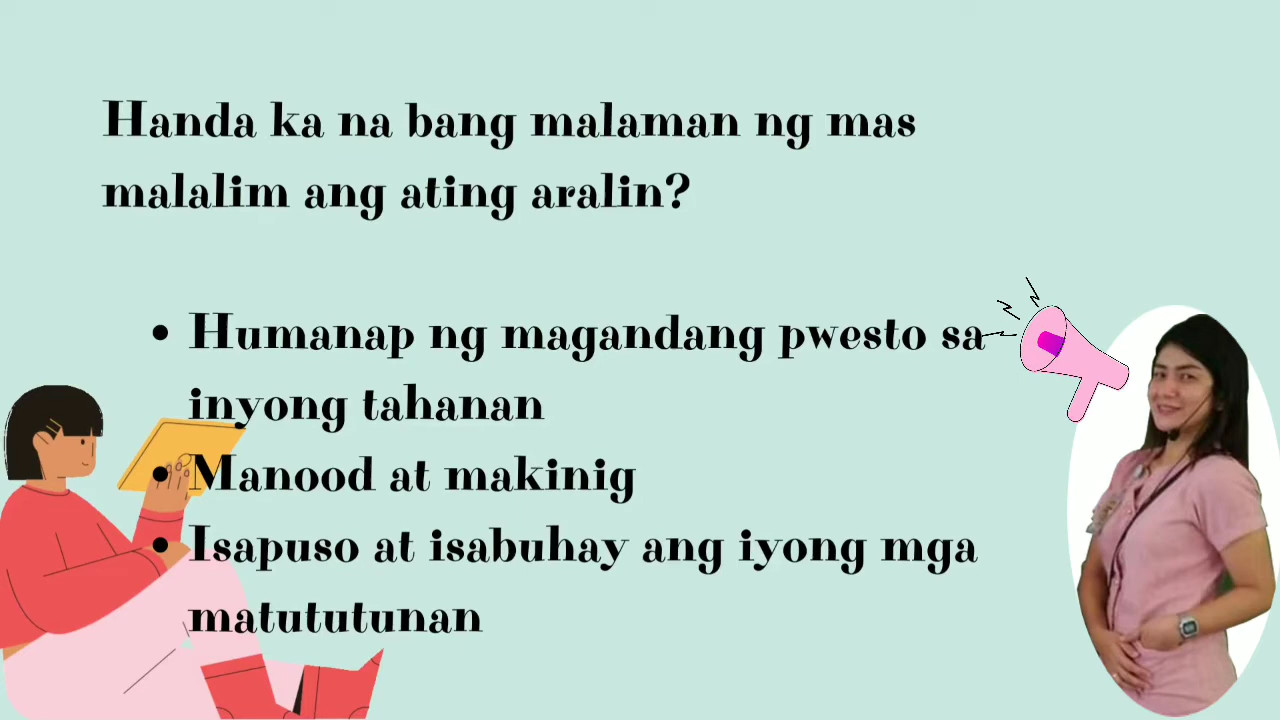 Handa ka na bang malaman ng mas
malalim ang ating aralin?
• Humanap ng magandang pwesto sa
inyong tahanan
• Manood at makinig
• Isapuso at isabuhay ang iyong mga
matututunan